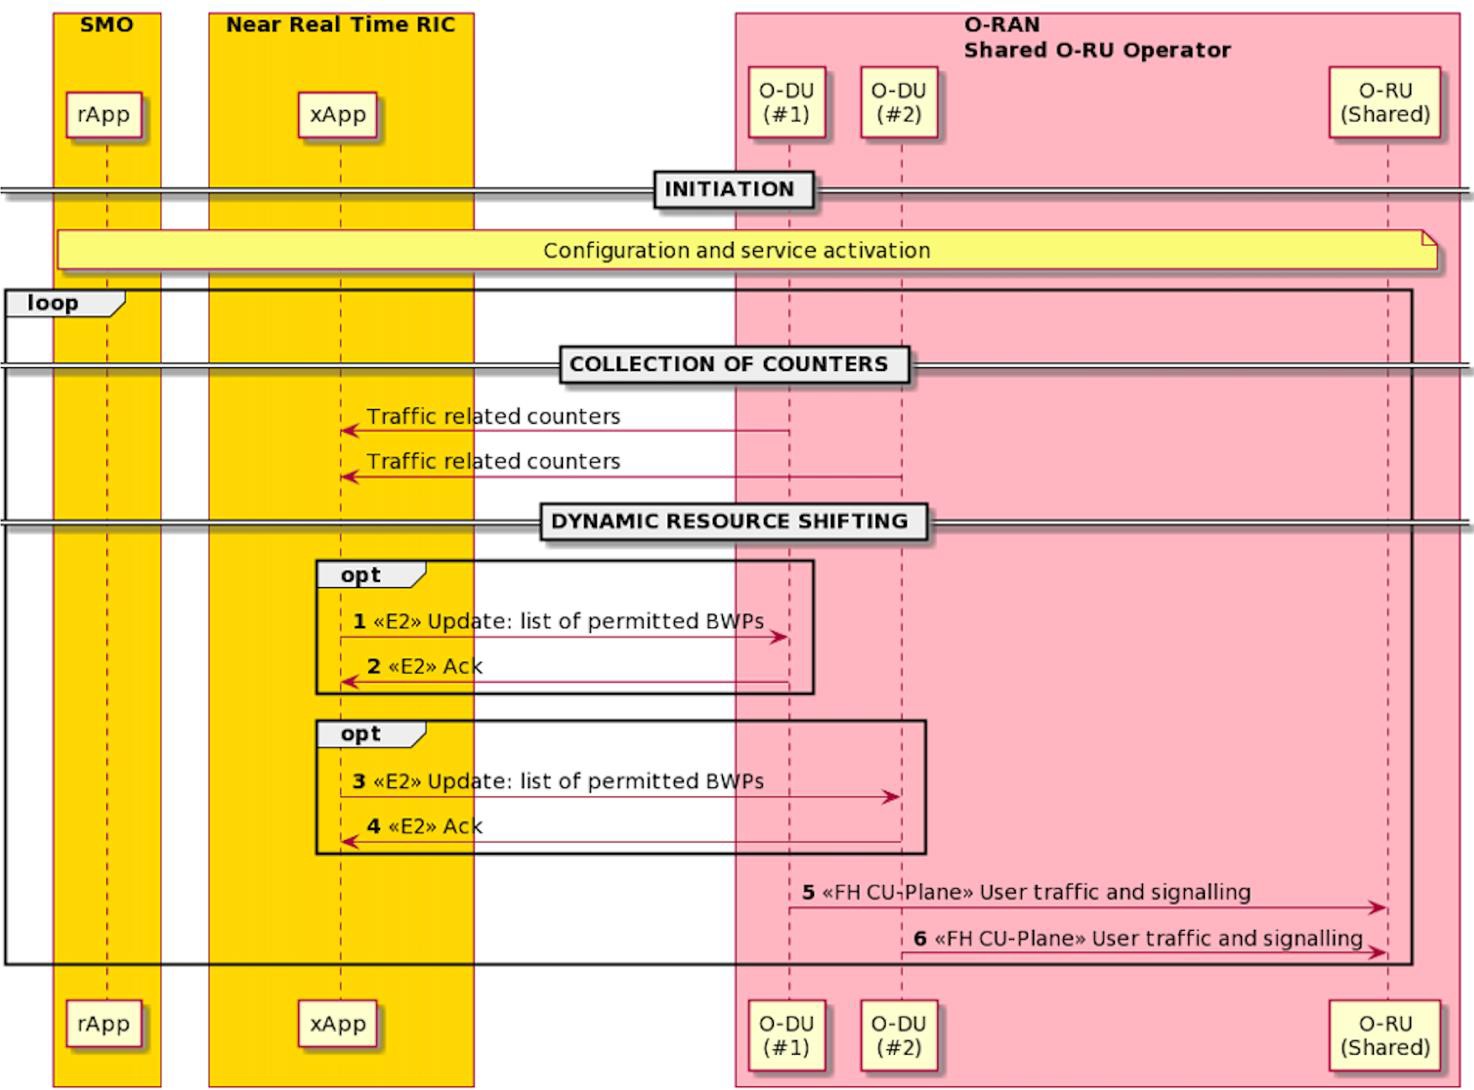 SMO
Near Real Time RIC
O-RAN
Shared O-RU Operator
rApp
xApp
O-DU
(#1)
O-DU
(#2)
O-RU
(Shared)
INITIATION
Configuration and service activation
loop
COLLECTION OF COUNTERS
Traffic related counters
Traffic related counters
DYNAMIC RESOURCE SHIFTING
opt
1 «E2» Update: list of permitted BWPs
2 «E2» Ack
opt
3 «E2» Update: list of permitted BWPs
4 «E2» Ack
5 «FH CU-Plane» User traffic and signalling
6 «FH CU-Plane» User traffic and signalling
rApp
xApp
O-DU
(#1)
O-DU
(#2)
O-RU
(Shared)